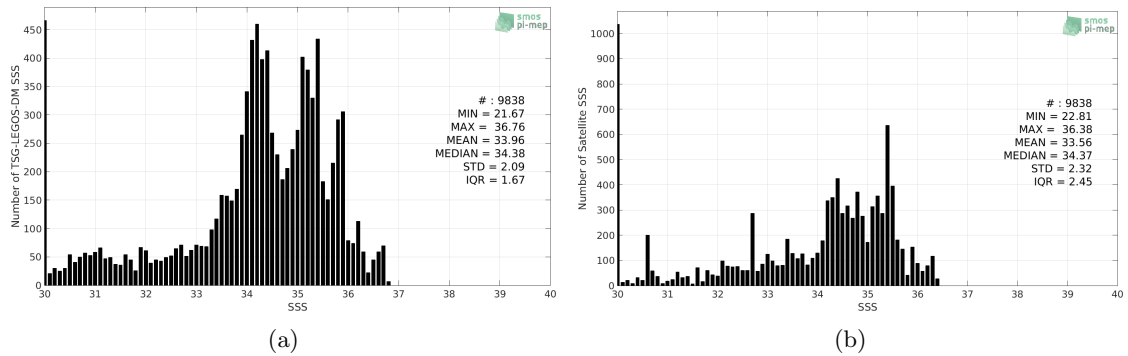 smos
pi-mep
Number of TSG-LEGOS-DM SSS
450
400
350
300
250
200
150
100
50
0
# : 9838
MIN = 21.67
MAX = 36.76
MEAN = 33.96
MEDIAN = 34.38
STD = 2.09
IQR = 1.67
30 31 32 33 34 35 36 37 38 39 40
SSS
(a)
smos
pi-mep
Number of Satellite SSS
1000
900
800
700
600
500
400
300
200
100
0
# : 9838
MIN = 22.81
MAX = 36.38
MEAN = 33.56
MEDIAN = 34.37
STD = 2.32
IQR = 2.45
30 31 32 33 34 35 36 37 38 39 40
SSS
(b)